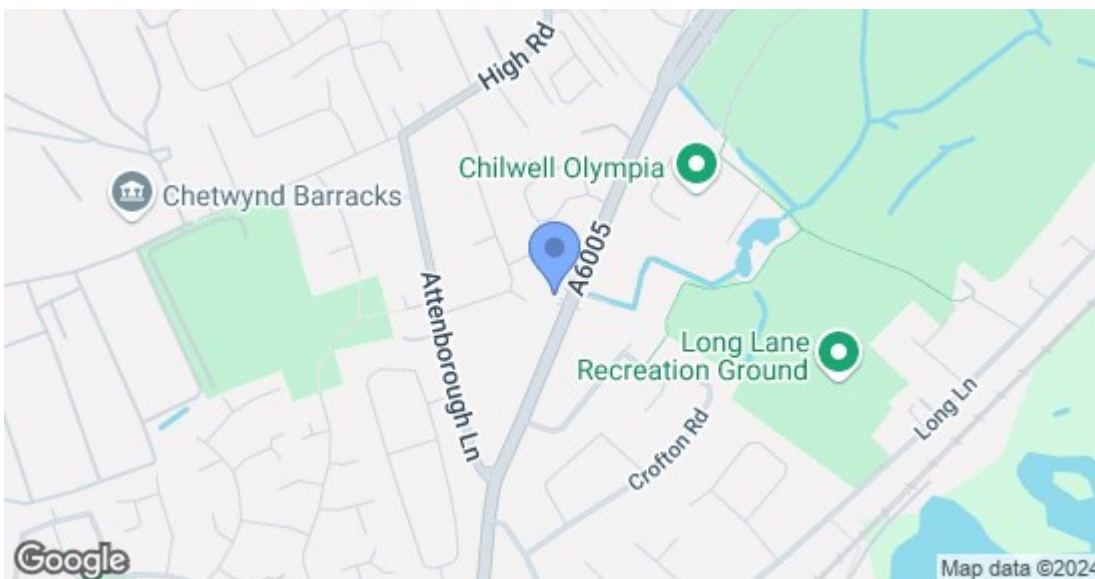 High Rd
Chilwell Olympia
Chetwynd Barracks
A6005
Attenborough Ln
Long Lane
Recreation Ground
Long Ln
Crofton Rd
Google
Map data ©2024